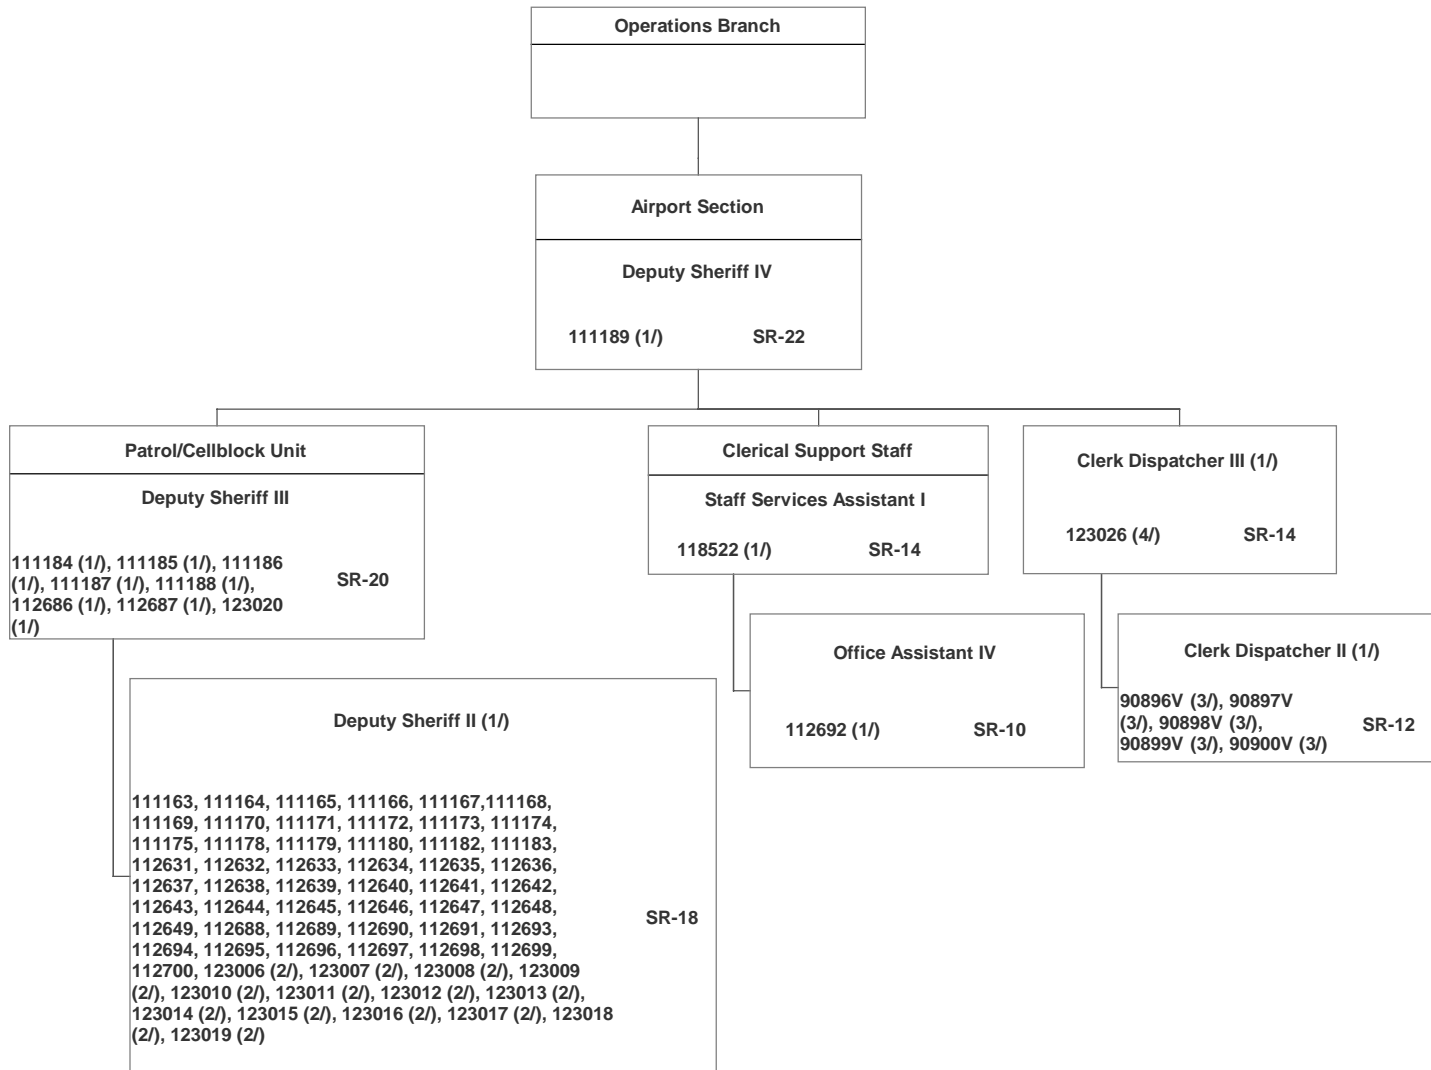 Operations Branch
Airport Section
Deputy Sheriff IV
111189 (1/) SR-22
Patrol/Cellblock Unit
Deputy Sheriff III
111184 (1/), 111185 (1/), 111186
(1/), 111187 (1/), 111188 (1/),
112686 (1/), 112687 (1/), 123020
(1/)
SR-20
Clerical Support Staff
Staff Services Assistant I
118522 (1/) SR-14
Clerk Dispatcher III (1/)
123026 (4/) SR-14
Office Assistant IV
112692 (1/) SR-10
Clerk Dispatcher II (1/)
90896V (3/), 90897V
(3/), 90898V (3/),
90899V (3/), 90900V (3/)
SR-12
Deputy Sheriff II (1/)
111163, 111164, 111165, 111166, 111167,111168,
111169, 111170, 111171, 111172, 111173, 111174,
111175, 111178, 111179, 111180, 111182, 111183,
112631, 112632, 112633, 112634, 112635, 112636,
112637, 112638, 112639, 112640, 112641, 112642,
112643, 112644, 112645, 112646, 112647, 112648,
112649, 112688, 112689, 112690, 112691, 112693,
112694, 112695, 112696, 112697, 112698, 112699,
112700, 123006 (2/), 123007 (2/), 123008 (2/), 123009
(2/), 123010 (2/), 123011 (2/), 123012 (2/), 123013 (2/),
123014 (2/), 123015 (2/), 123016 (2/), 123017 (2/), 123018
(2/), 123019 (2/)
SR-18